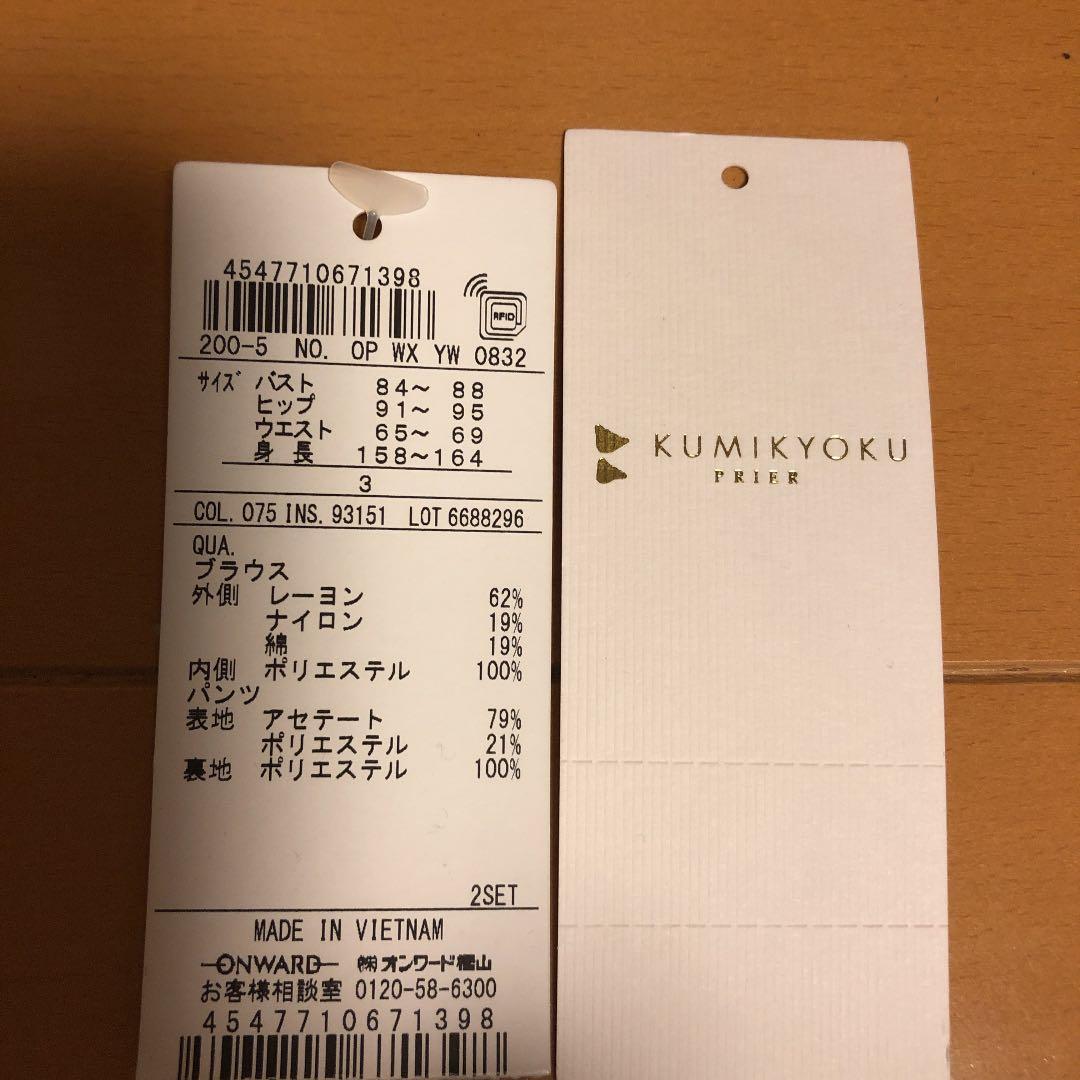 4547710671398
RFID
200-5 NO. OP WX YW 0832
サイズ バスト 84～ 88
ヒップ 91～ 95
ウエスト 65～ 69
身長 158～164
3
COL. 075 INS. 93151 LOT 6688296
QUA.
ブラウス
外側 レーヨン 62%
ナイロン 19%
綿 19%
内側 ポリエステル 100%
パンツ
表地 アセテート 79%
ポリエステル 21%
裏地 ポリエステル 100%
2SET
MADE IN VIETNAM
ONWARD ㈱オンワード樫山
お客様相談室 0120-58-6300
4547710671398
KUMIKYOKU
PRIER